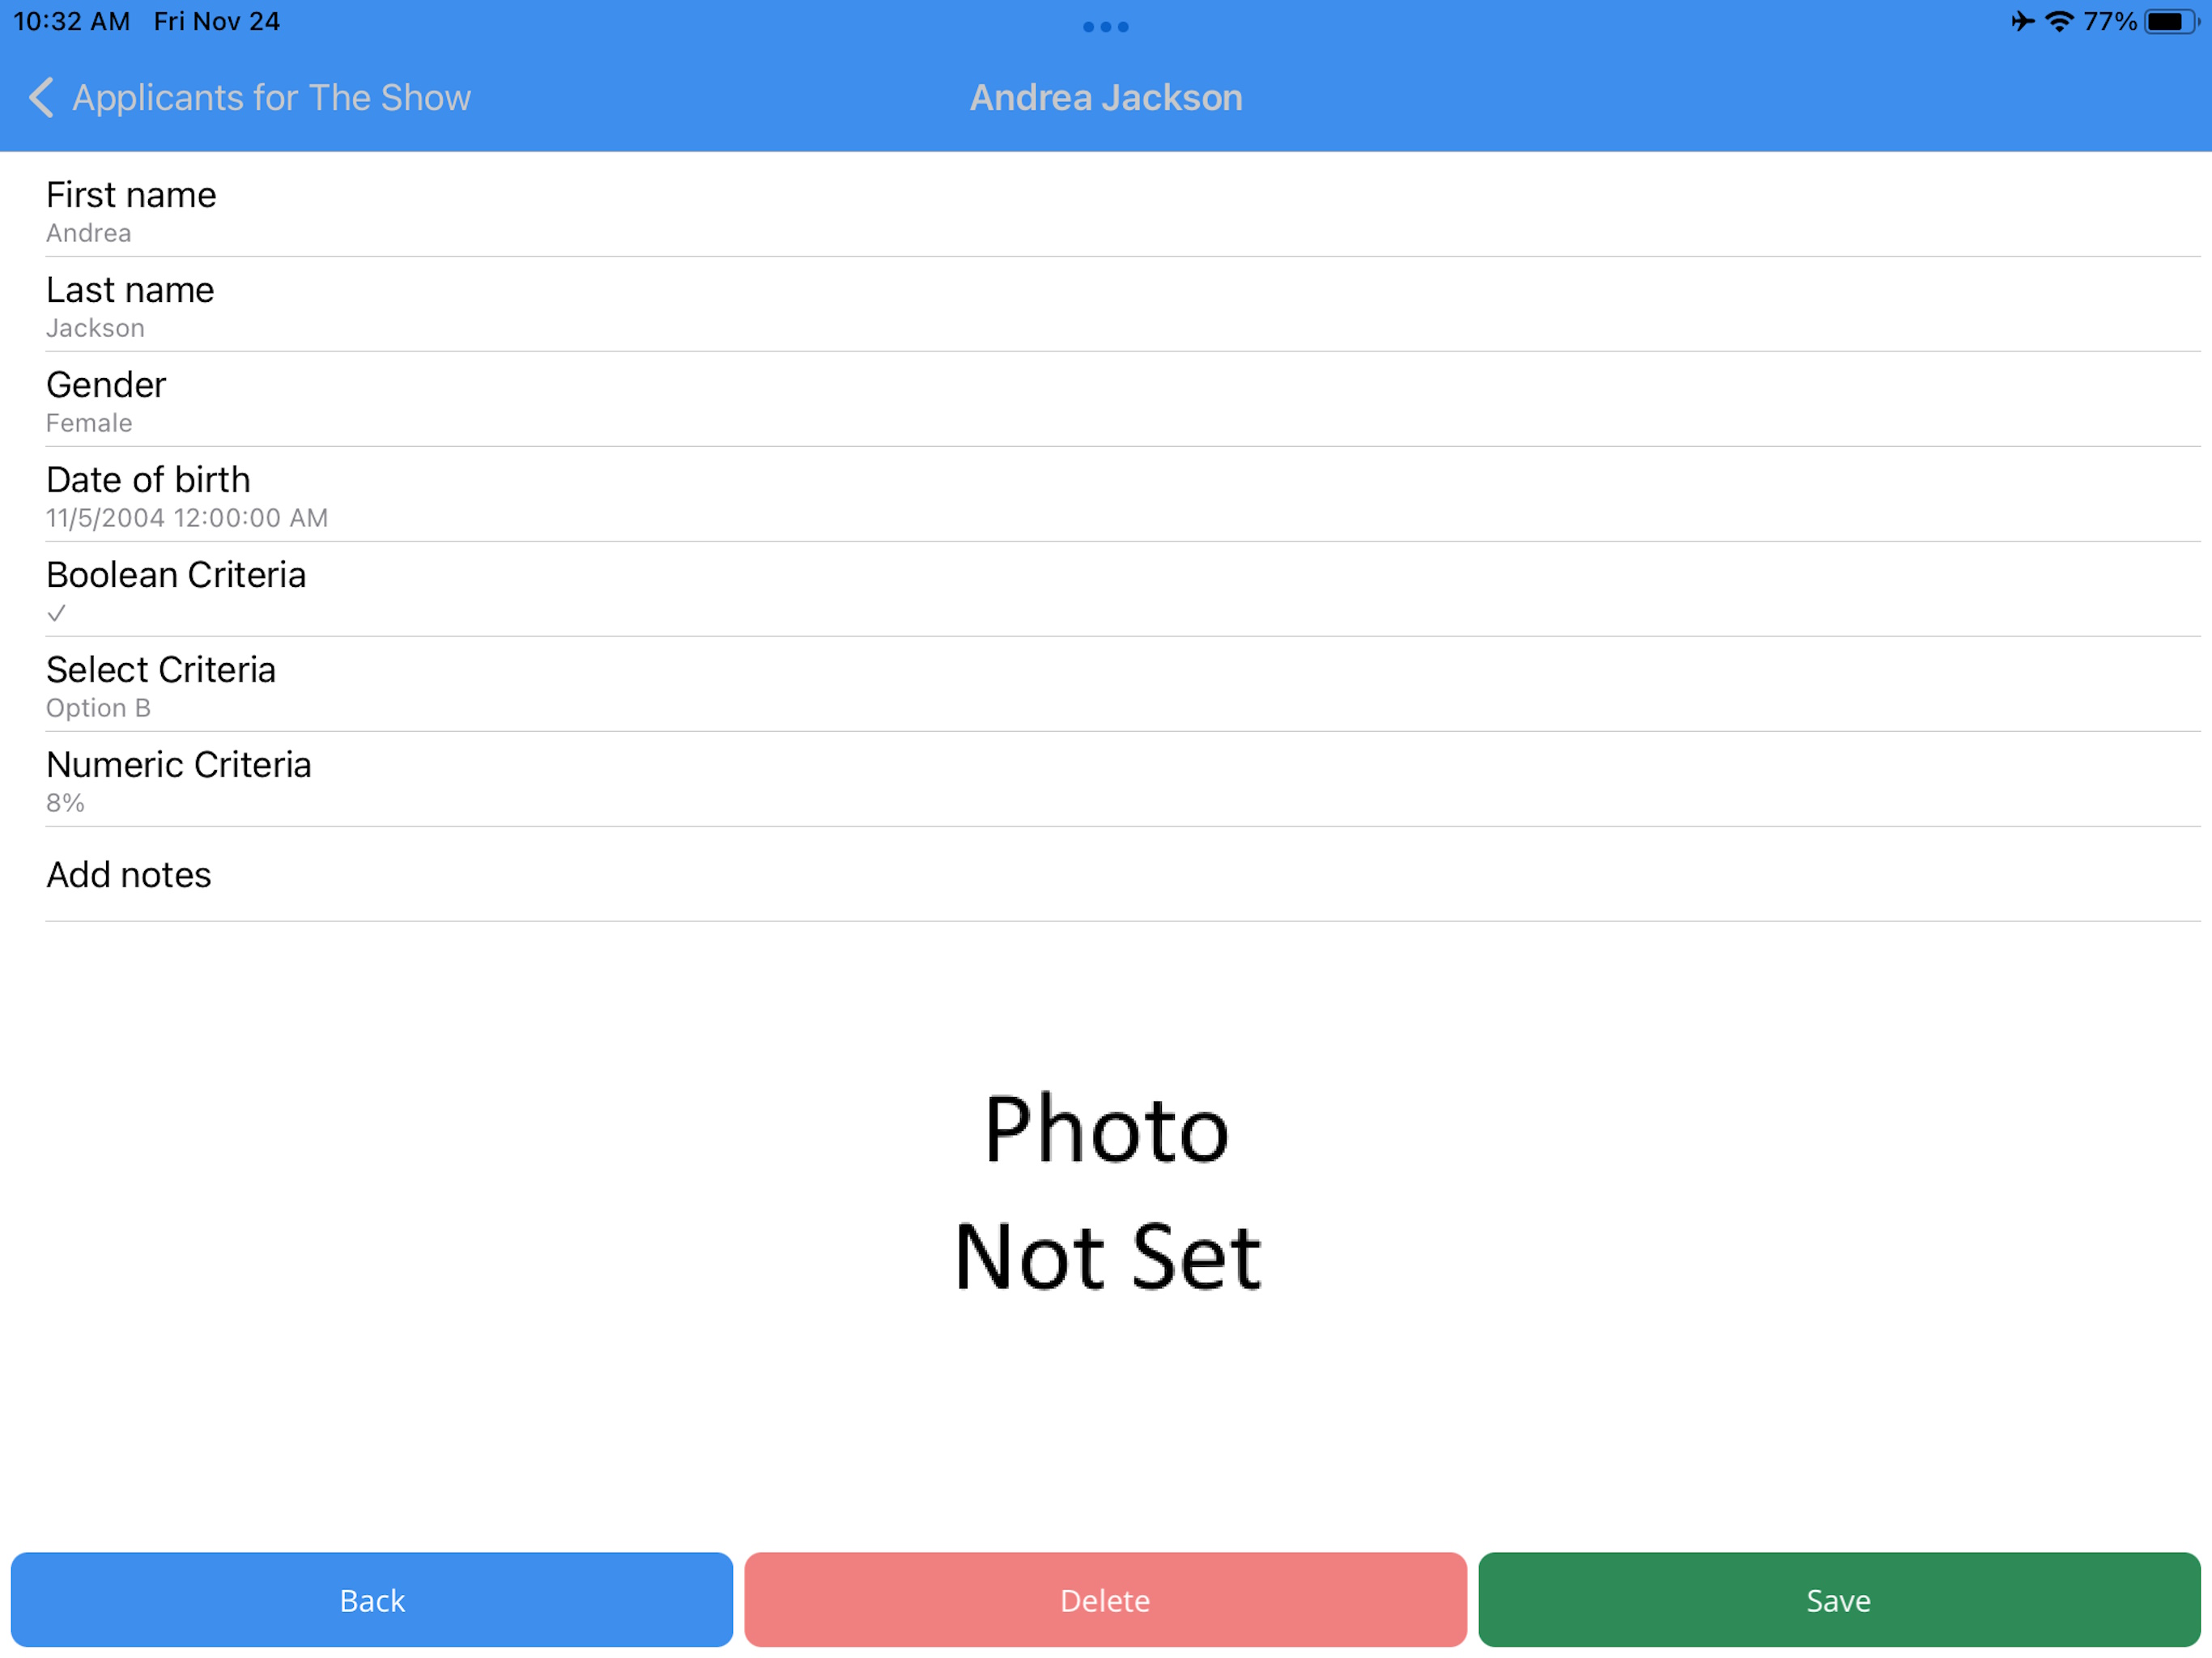 10:32 AM Fri Nov 24 77%
Applicants for The Show Andrea Jackson
First name
Andrea
Last name
Jackson
Gender
Female
Date of birth
11/5/2004 12:00:00 AM
Boolean Criteria
✓
Select Criteria
Option B
Numeric Criteria
8%
Add notes
Photo
Not Set
Back Delete Save